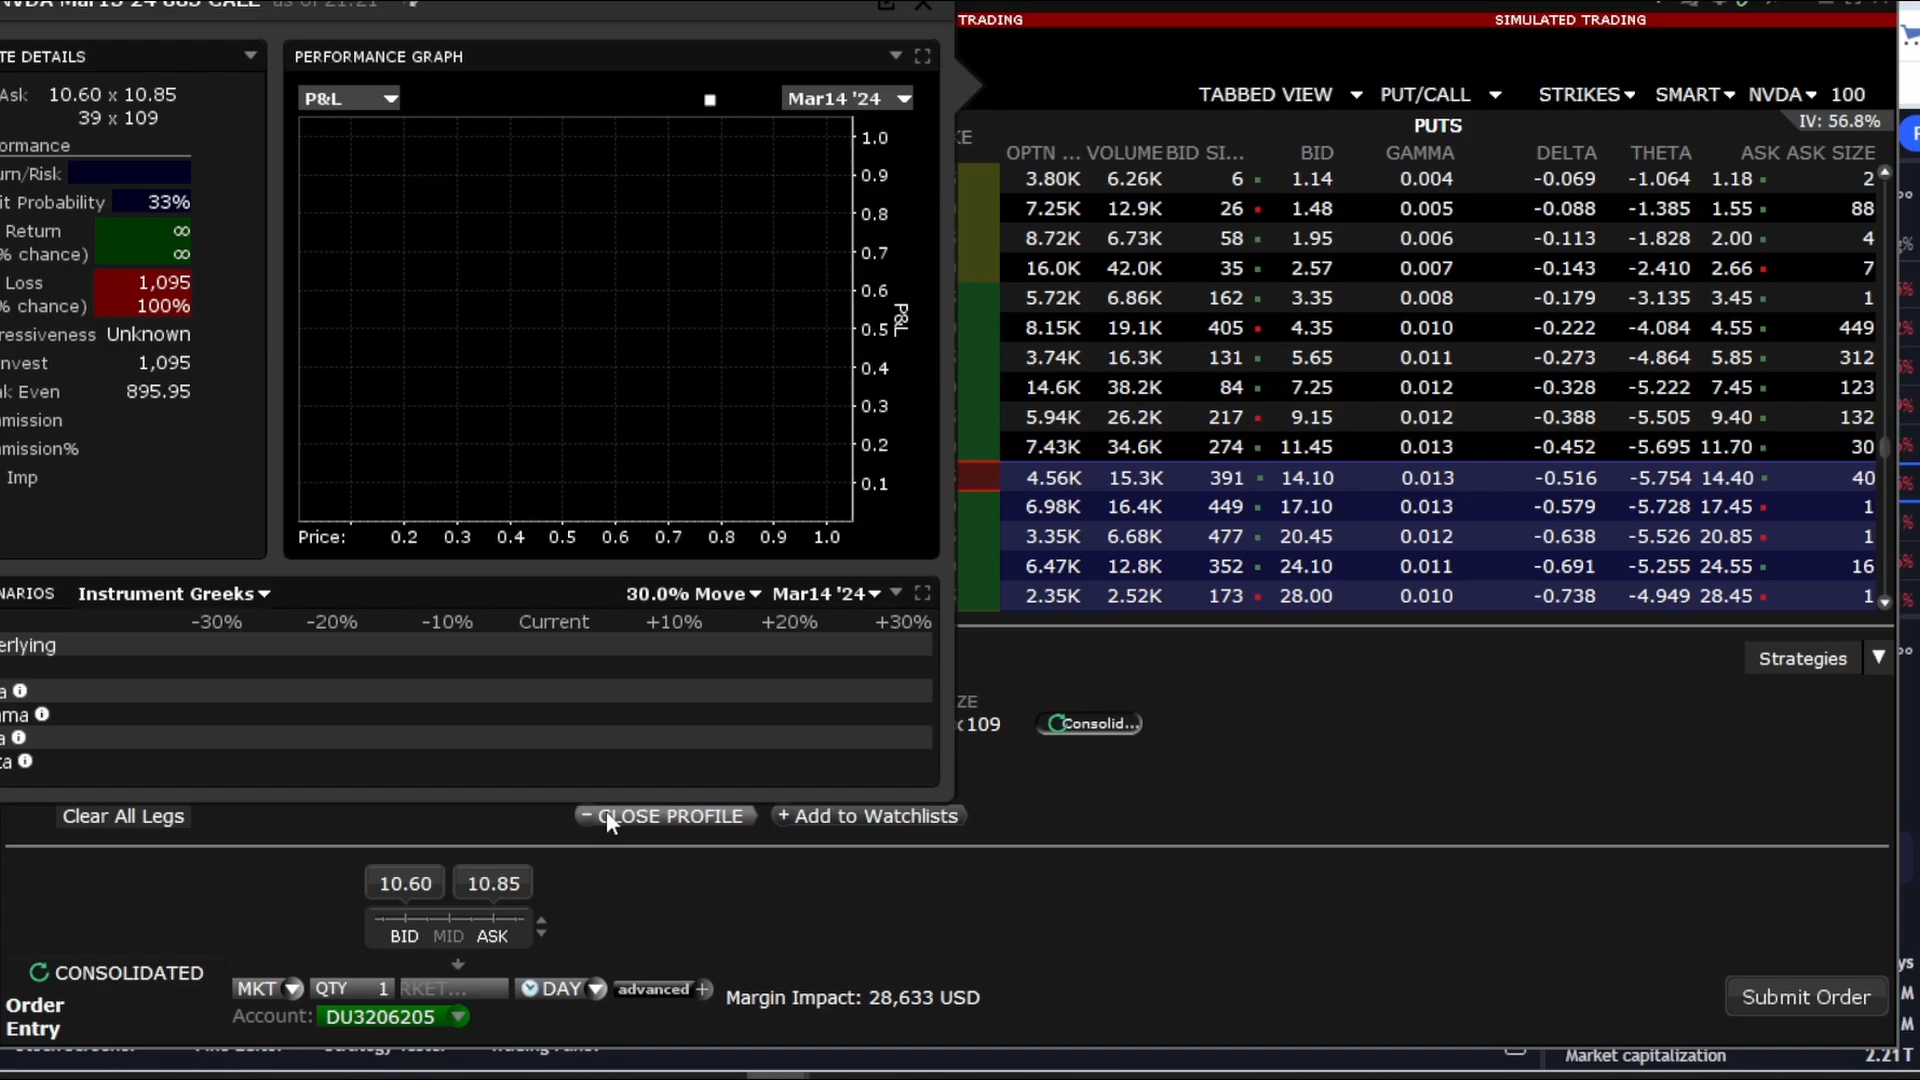 NVDA Mar15'24 885 CALL as of 21:21
TRADING SIMULATED TRADING
TE DETAILS
PERFORMANCE GRAPH
Ask 10.60 x 10.85
39 x 109
ormance
urn/Risk
it Probability 33%
Return ∞
% chance) ∞
Loss 1,095
% chance) 100%
ressiveness Unknown
nvest 1,095
ak Even 895.95
mission
mission%
Imp
P&L
Mar14 '24
1.0
0.9
0.8
0.7
0.6
0.5
0.4
0.3
0.2
0.1
P&L
Price: 0.2 0.3 0.4 0.5 0.6 0.7 0.8 0.9 1.0
NARIOS Instrument Greeks 30.0% Move Mar14 '24
-30% -20% -10% Current +10% +20% +30%
erlying
a
ma
a
ta
TABBED VIEW PUT/CALL STRIKES SMART NVDA 100
PUTS IV: 56.8%
KE OPTN ... VOLUME BID SI... BID GAMMA DELTA THETA ASK ASK SIZE
3.80K 6.26K 6 1.14 0.004 -0.069 -1.064 1.18 2
7.25K 12.9K 26 1.48 0.005 -0.088 -1.385 1.55 88
8.72K 6.73K 58 1.95 0.006 -0.113 -1.828 2.00 4
16.0K 42.0K 35 2.57 0.007 -0.143 -2.410 2.66 7
5.72K 6.86K 162 3.35 0.008 -0.179 -3.135 3.45 1
8.15K 19.1K 405 4.35 0.010 -0.222 -4.084 4.55 449
3.74K 16.3K 131 5.65 0.011 -0.273 -4.864 5.85 312
14.6K 38.2K 84 7.25 0.012 -0.328 -5.222 7.45 123
5.94K 26.2K 217 9.15 0.012 -0.388 -5.505 9.40 132
7.43K 34.6K 274 11.45 0.013 -0.452 -5.695 11.70 30
4.56K 15.3K 391 14.10 0.013 -0.516 -5.754 14.40 40
6.98K 16.4K 449 17.10 0.013 -0.579 -5.728 17.45 1
3.35K 6.68K 477 20.45 0.012 -0.638 -5.526 20.85 1
6.47K 12.8K 352 24.10 0.011 -0.691 -5.255 24.55 16
2.35K 2.52K 173 28.00 0.010 -0.738 -4.949 28.45 1
Strategies
ZE
x109 Consolid...
Clear All Legs CLOSE PROFILE + Add to Watchlists
10.60 10.85
BID MID ASK
CONSOLIDATED
MKT QTY 1 RKET... DAY advanced +
Margin Impact: 28,633 USD
Submit Order
Order
Entry
Account: DU3206205
Market capitalization 2.21T